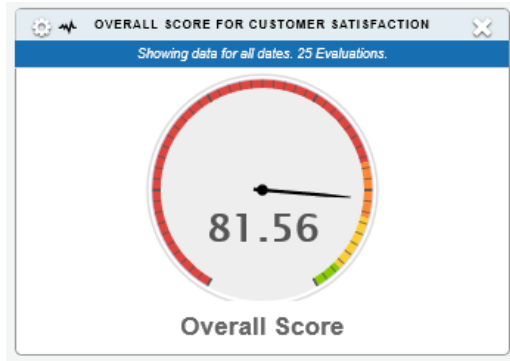 OVERALL SCORE FOR CUSTOMER SATISFACTION
Showing data for all dates. 25 Evaluations.
81.56
Overall Score